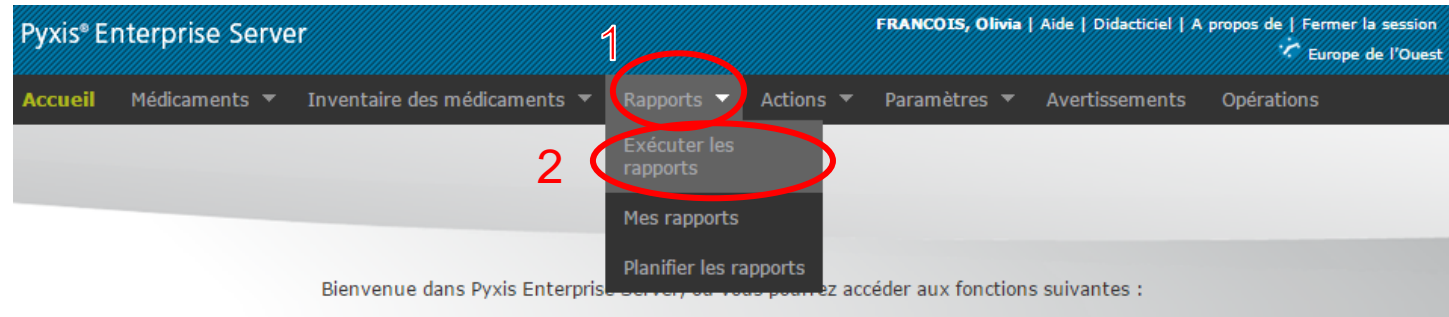 Pyxis® Enterprise Server
FRANCOIS, Olivia | Aide | Didacticiel | A propos de | Fermer la session
Europe de l'Ouest
1
Accueil Médicaments Inventaire des médicaments Rapports Actions Paramètres Avertissements Opérations
2
Exécuter les
rapports
Mes rapports
Planifier les rapports
Bienvenue dans Pyxis Enterprise Server, où vous pourrez accéder aux fonctions suivantes :